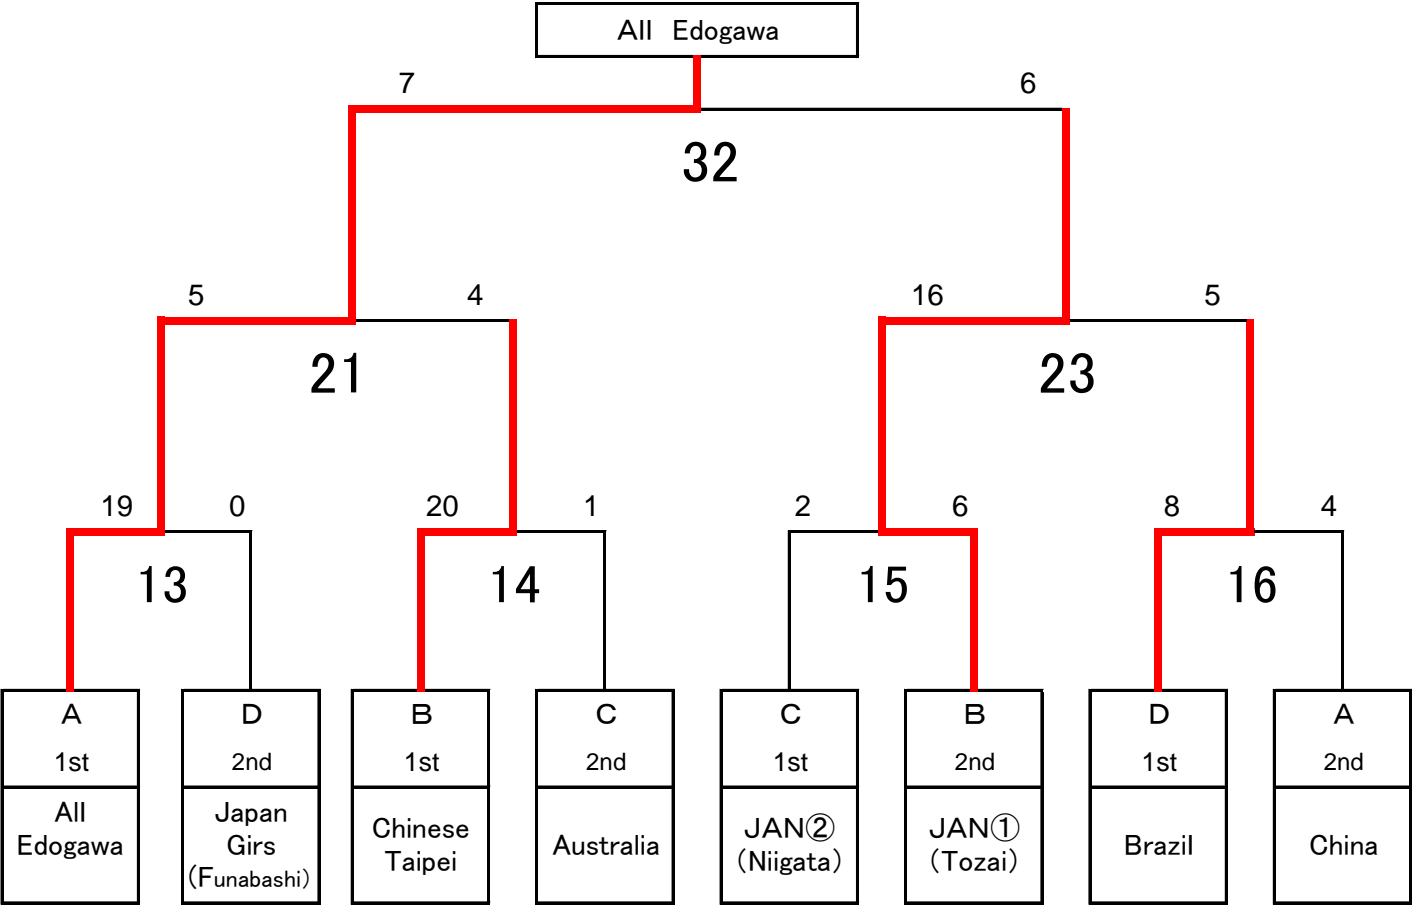 All Edogawa
7 6
32
5 4 16 5
21 23
19 0 20 1 2 6 8 4
13 14 15 16
A D B C C B D A
1st 2nd 1st 2nd 1st 2nd 1st 2nd
All
Edogawa
Japan
Girs
(Funabashi)
Chinese
Taipei
Australia
JAN②
(Niigata)
JAN①
(Tozai)
Brazil
China